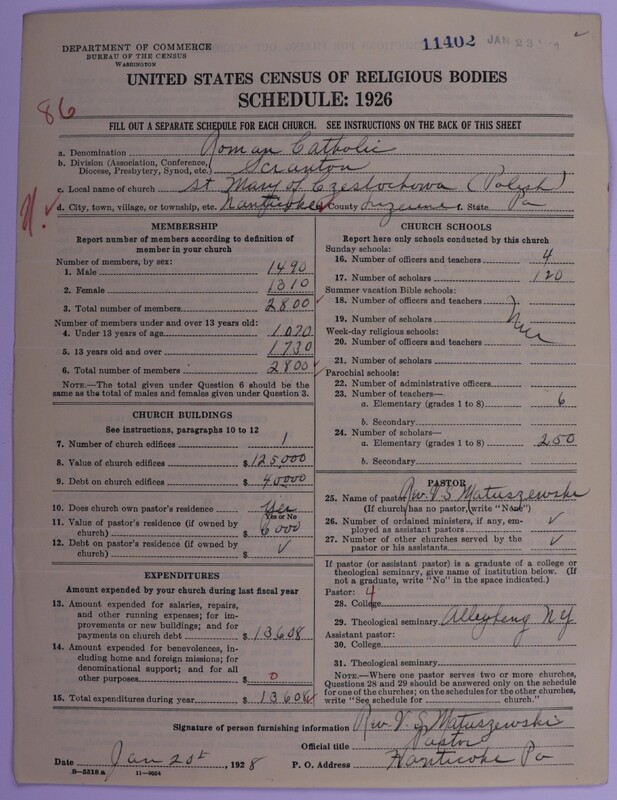 11402 JAN 23
DEPARTMENT OF COMMERCE
BUREAU OF THE CENSUS
WASHINGTON
UNITED STATES CENSUS OF RELIGIOUS BODIES
SCHEDULE: 1926
86
FILL OUT A SEPARATE SCHEDULE FOR EACH CHURCH. SEE INSTRUCTIONS ON THE BACK OF THIS SHEET
a. Denomination Roman Catholic
b. Division (Association, Conference, Diocese, Presbytery, Synod, etc.) Scranton
c. Local name of church St Mary of Czestochowa (Polish)
d. City, town, village, or township, etc. Nanticoke County Luzerne f. State Pa
MEMBERSHIP
Report number of members according to definition of
member in your church
Number of members, by sex:
1. Male 1490
2. Female 1310
3. Total number of members 2800
Number of members under and over 13 years old:
4. Under 13 years of age 1070
5. 13 years old and over 1730
6. Total number of members 2800
NOTE.—The total given under Question 6 should be
same as the total of males and females given under Question 3.
CHURCH BUILDINGS
See instructions, paragraphs 10 to 12
7. Number of church edifices 1
8. Value of church edifices $125,000
9. Debt on church edifices $40,000
10. Does church own pastor's residence Yes
Yes or No
11. Value of pastor's residence (if owned by
church) $6000
12. Debt on pastor's residence (if owned by
church) $ ✓
EXPENDITURES
Amount expended by your church during last fiscal year
13. Amount expended for salaries, repairs,
and other running expenses; for im-
provements or new buildings; and for
payments on church debt $13608
14. Amount expended for benevolences, in-
cluding home and foreign missions; for
denominational support; and for all
other purposes $ 0
15. Total expenditures during year $13608
CHURCH SCHOOLS
Report here only schools conducted by this church
Sunday schools:
16. Number of officers and teachers 4
17. Number of scholars 120
Summer vacation Bible schools:
18. Number of officers and teachers
19. Number of scholars
Week-day religious schools:
20. Number of officers and teachers
21. Number of scholars
Parochial schools:
22. Number of administrative officers
23. Number of teachers—
a. Elementary (grades 1 to 8) 6
b. Secondary
24. Number of scholars—
a. Elementary (grades 1 to 8) 250
b. Secondary
PASTOR
25. Name of pastor Rev. V. S. Matuszewski
(If church has no pastor, write "None")
26. Number of ordained ministers, if any, em-
ployed as assistant pastors ✓
27. Number of other churches served by the
pastor or his assistants ✓
If pastor (or assistant pastor) is a graduate of a college or
theological seminary, give name of institution below. (If
not a graduate, write "No" in the space indicated.)
Pastor: 4
28. College
29. Theological seminary Allegheny N Y
Assistant pastor:
30. College
31. Theological seminary
NOTE.—Where one pastor serves two or more churches,
Questions 28 and 29 should be answered only on the schedule
for one of the churches; on the schedules for the other churches,
write "See schedule for church."
Signature of person furnishing information Rev. V. S. Matuszewski
Official title Pastor
Date Jan 20th, 1928 P. O. Address Nanticoke Pa
8—5318 a 11—9054